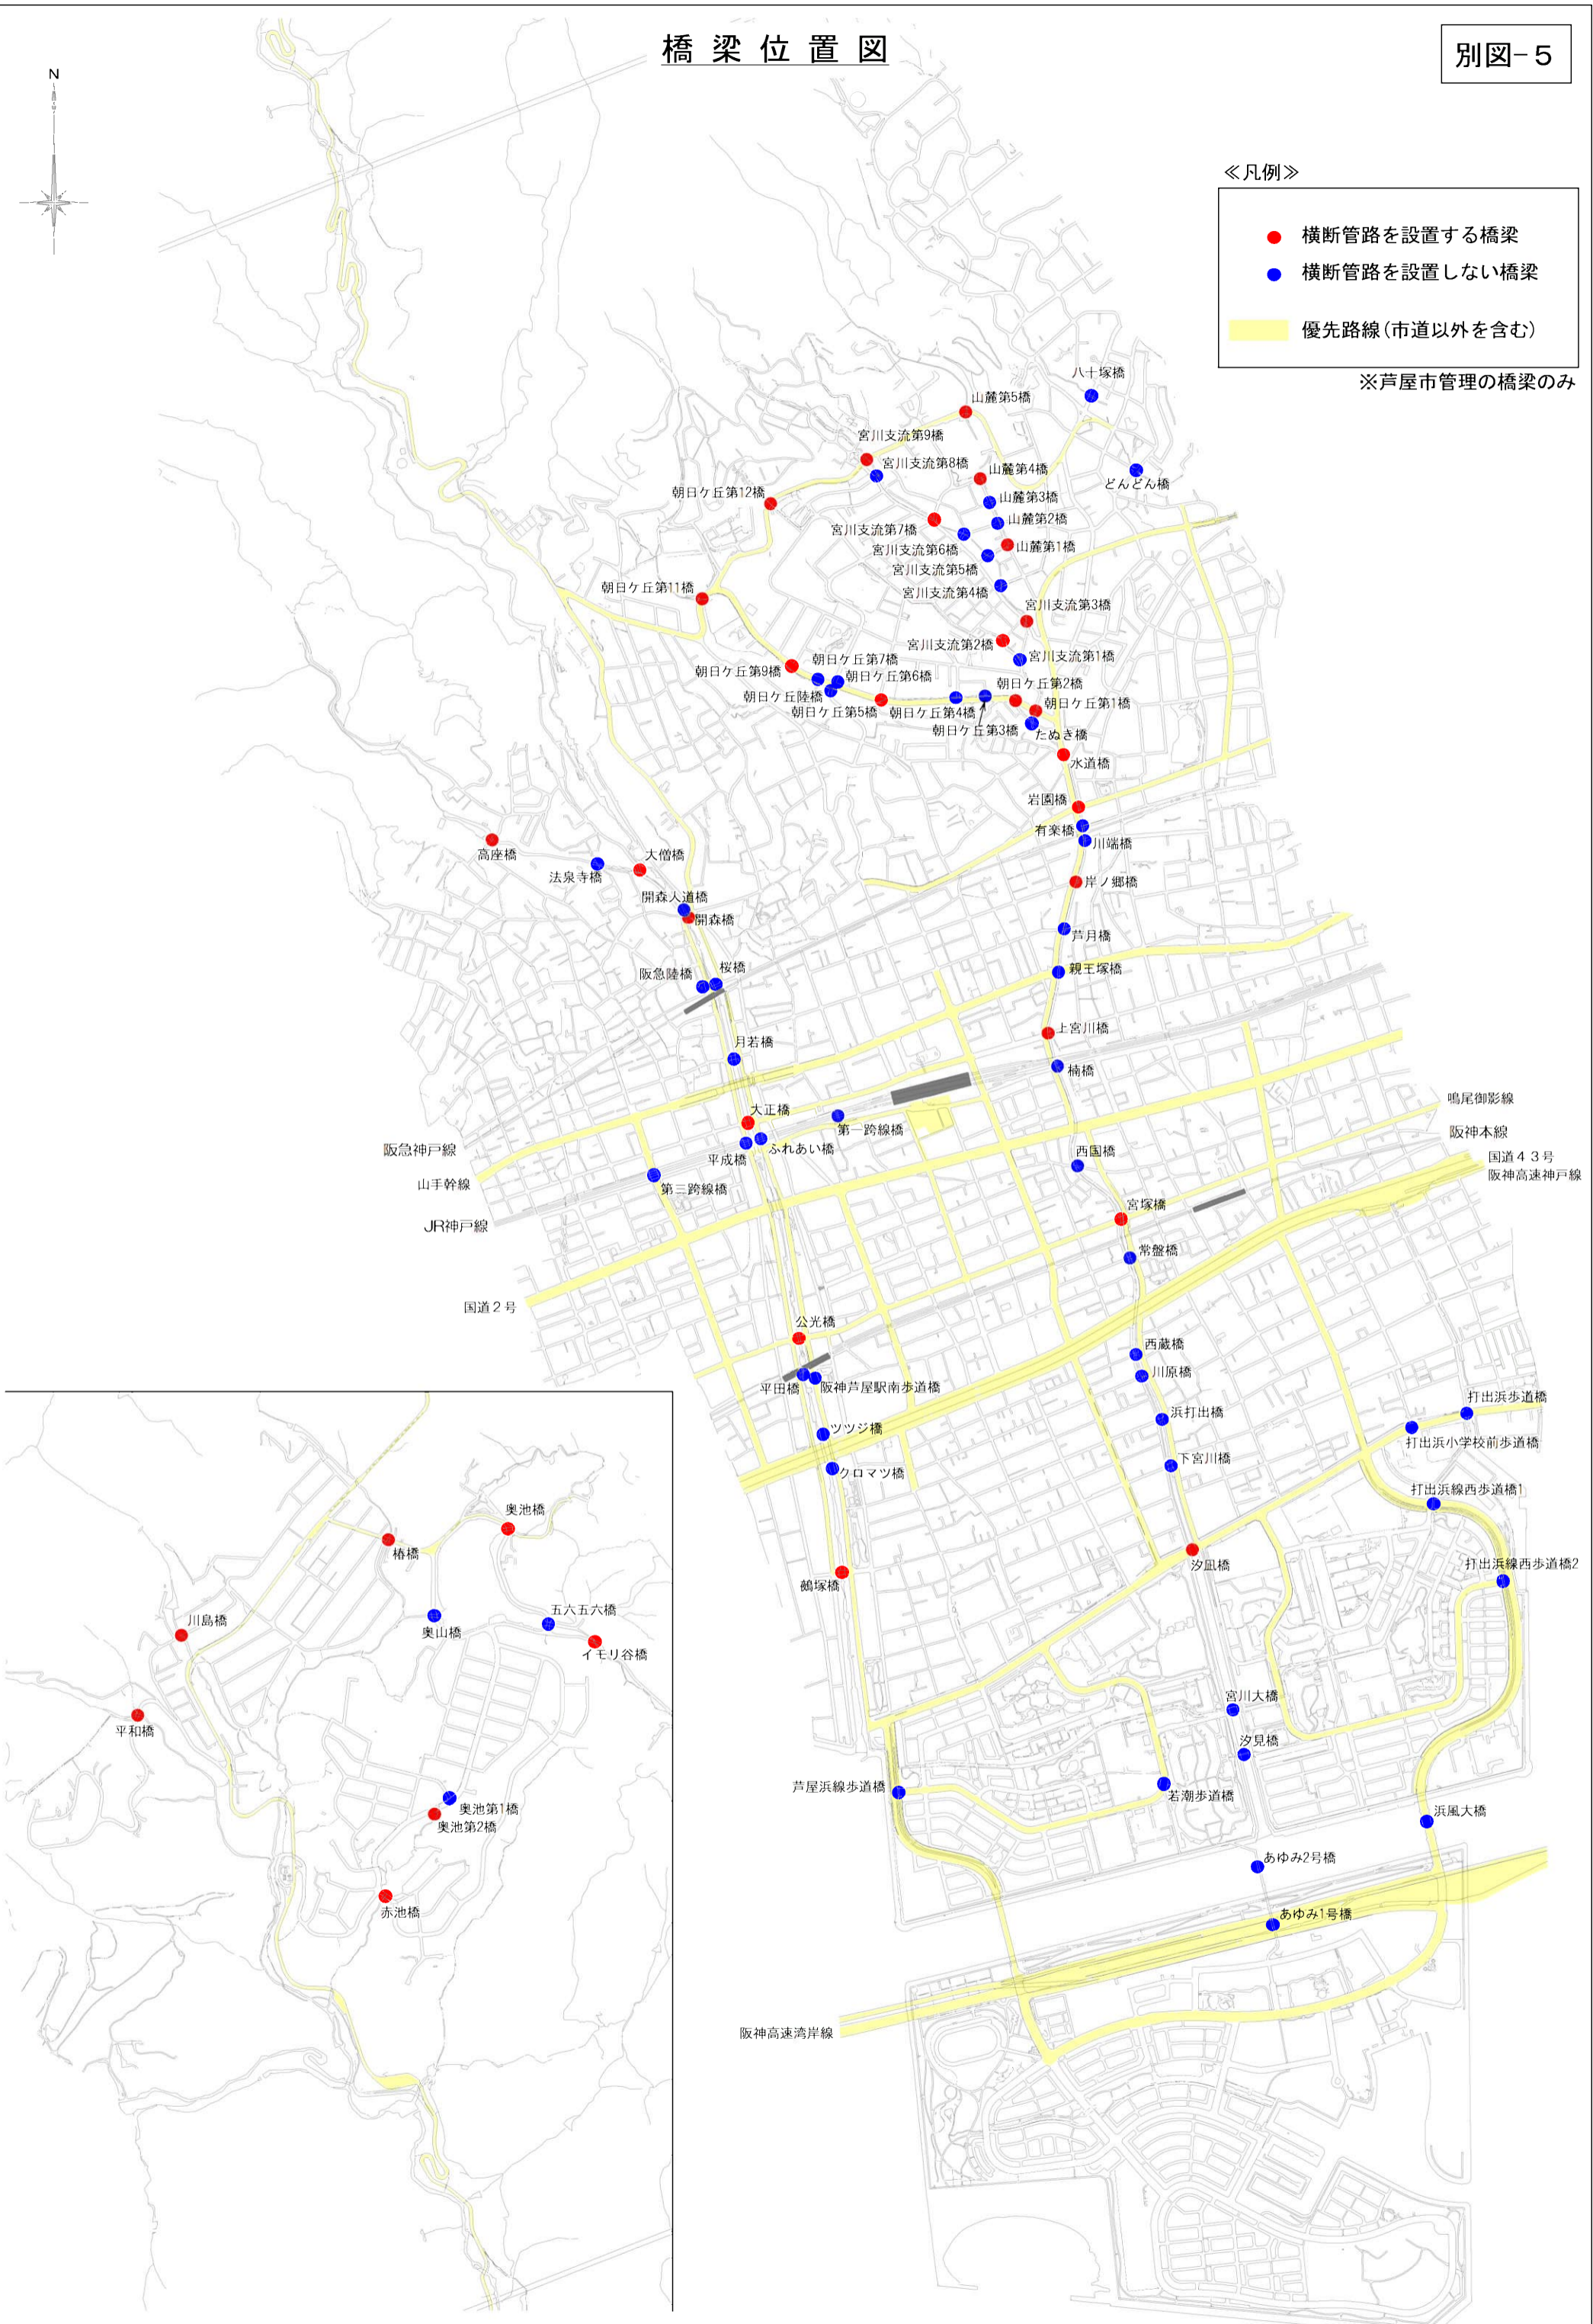 橋梁位置図
別図-5
N
≪凡例≫
横断管路を設置する橋梁
横断管路を設置しない橋梁
優先路線(市道以外を含む)
※芦屋市管理の橋梁のみ
八十塚橋
山麓第5橋
宮川支流第9橋
宮川支流第8橋
山麓第4橋
どんどん橋
朝日ケ丘第12橋
山麓第3橋
山麓第2橋
宮川支流第7橋
山麓第1橋
宮川支流第6橋
宮川支流第5橋
朝日ケ丘第11橋
宮川支流第4橋
宮川支流第3橋
宮川支流第2橋
宮川支流第1橋
朝日ケ丘第7橋
朝日ケ丘第9橋
朝日ケ丘第6橋
朝日ケ丘第2橋
朝日ケ丘陸橋
朝日ケ丘第1橋
朝日ケ丘第5橋
朝日ケ丘第4橋
朝日ケ丘第3橋
たぬき橋
水道橋
岩園橋
有楽橋
川端橋
高座橋
大僧橋
法泉寺橋
岸ノ郷橋
開森人道橋
開森橋
芦月橋
桜橋
阪急陸橋
親王塚橋
上宮川橋
月若橋
楠橋
鳴尾御影線
大正橋
第一跨線橋
阪神本線
阪急神戸線
ふれあい橋
平成橋
西国橋
国道43号
阪神高速神戸線
山手幹線
第三跨線橋
宮塚橋
JR神戸線
常盤橋
国道2号
公光橋
西蔵橋
川原橋
平田橋
阪神芦屋駅南歩道橋
打出浜歩道橋
浜打出橋
ツツジ橋
打出浜小学校前歩道橋
下宮川橋
クロマツ橋
打出浜線西歩道橋1
奥池橋
椿橋
打出浜線西歩道橋2
汐凪橋
鵺塚橋
五六五六橋
川島橋
奥山橋
イモリ谷橋
宮川大橋
平和橋
汐見橋
芦屋浜線歩道橋
若潮歩道橋
奥池第1橋
浜風大橋
奥池第2橋
あゆみ2号橋
赤池橋
あゆみ1号橋
阪神高速湾岸線